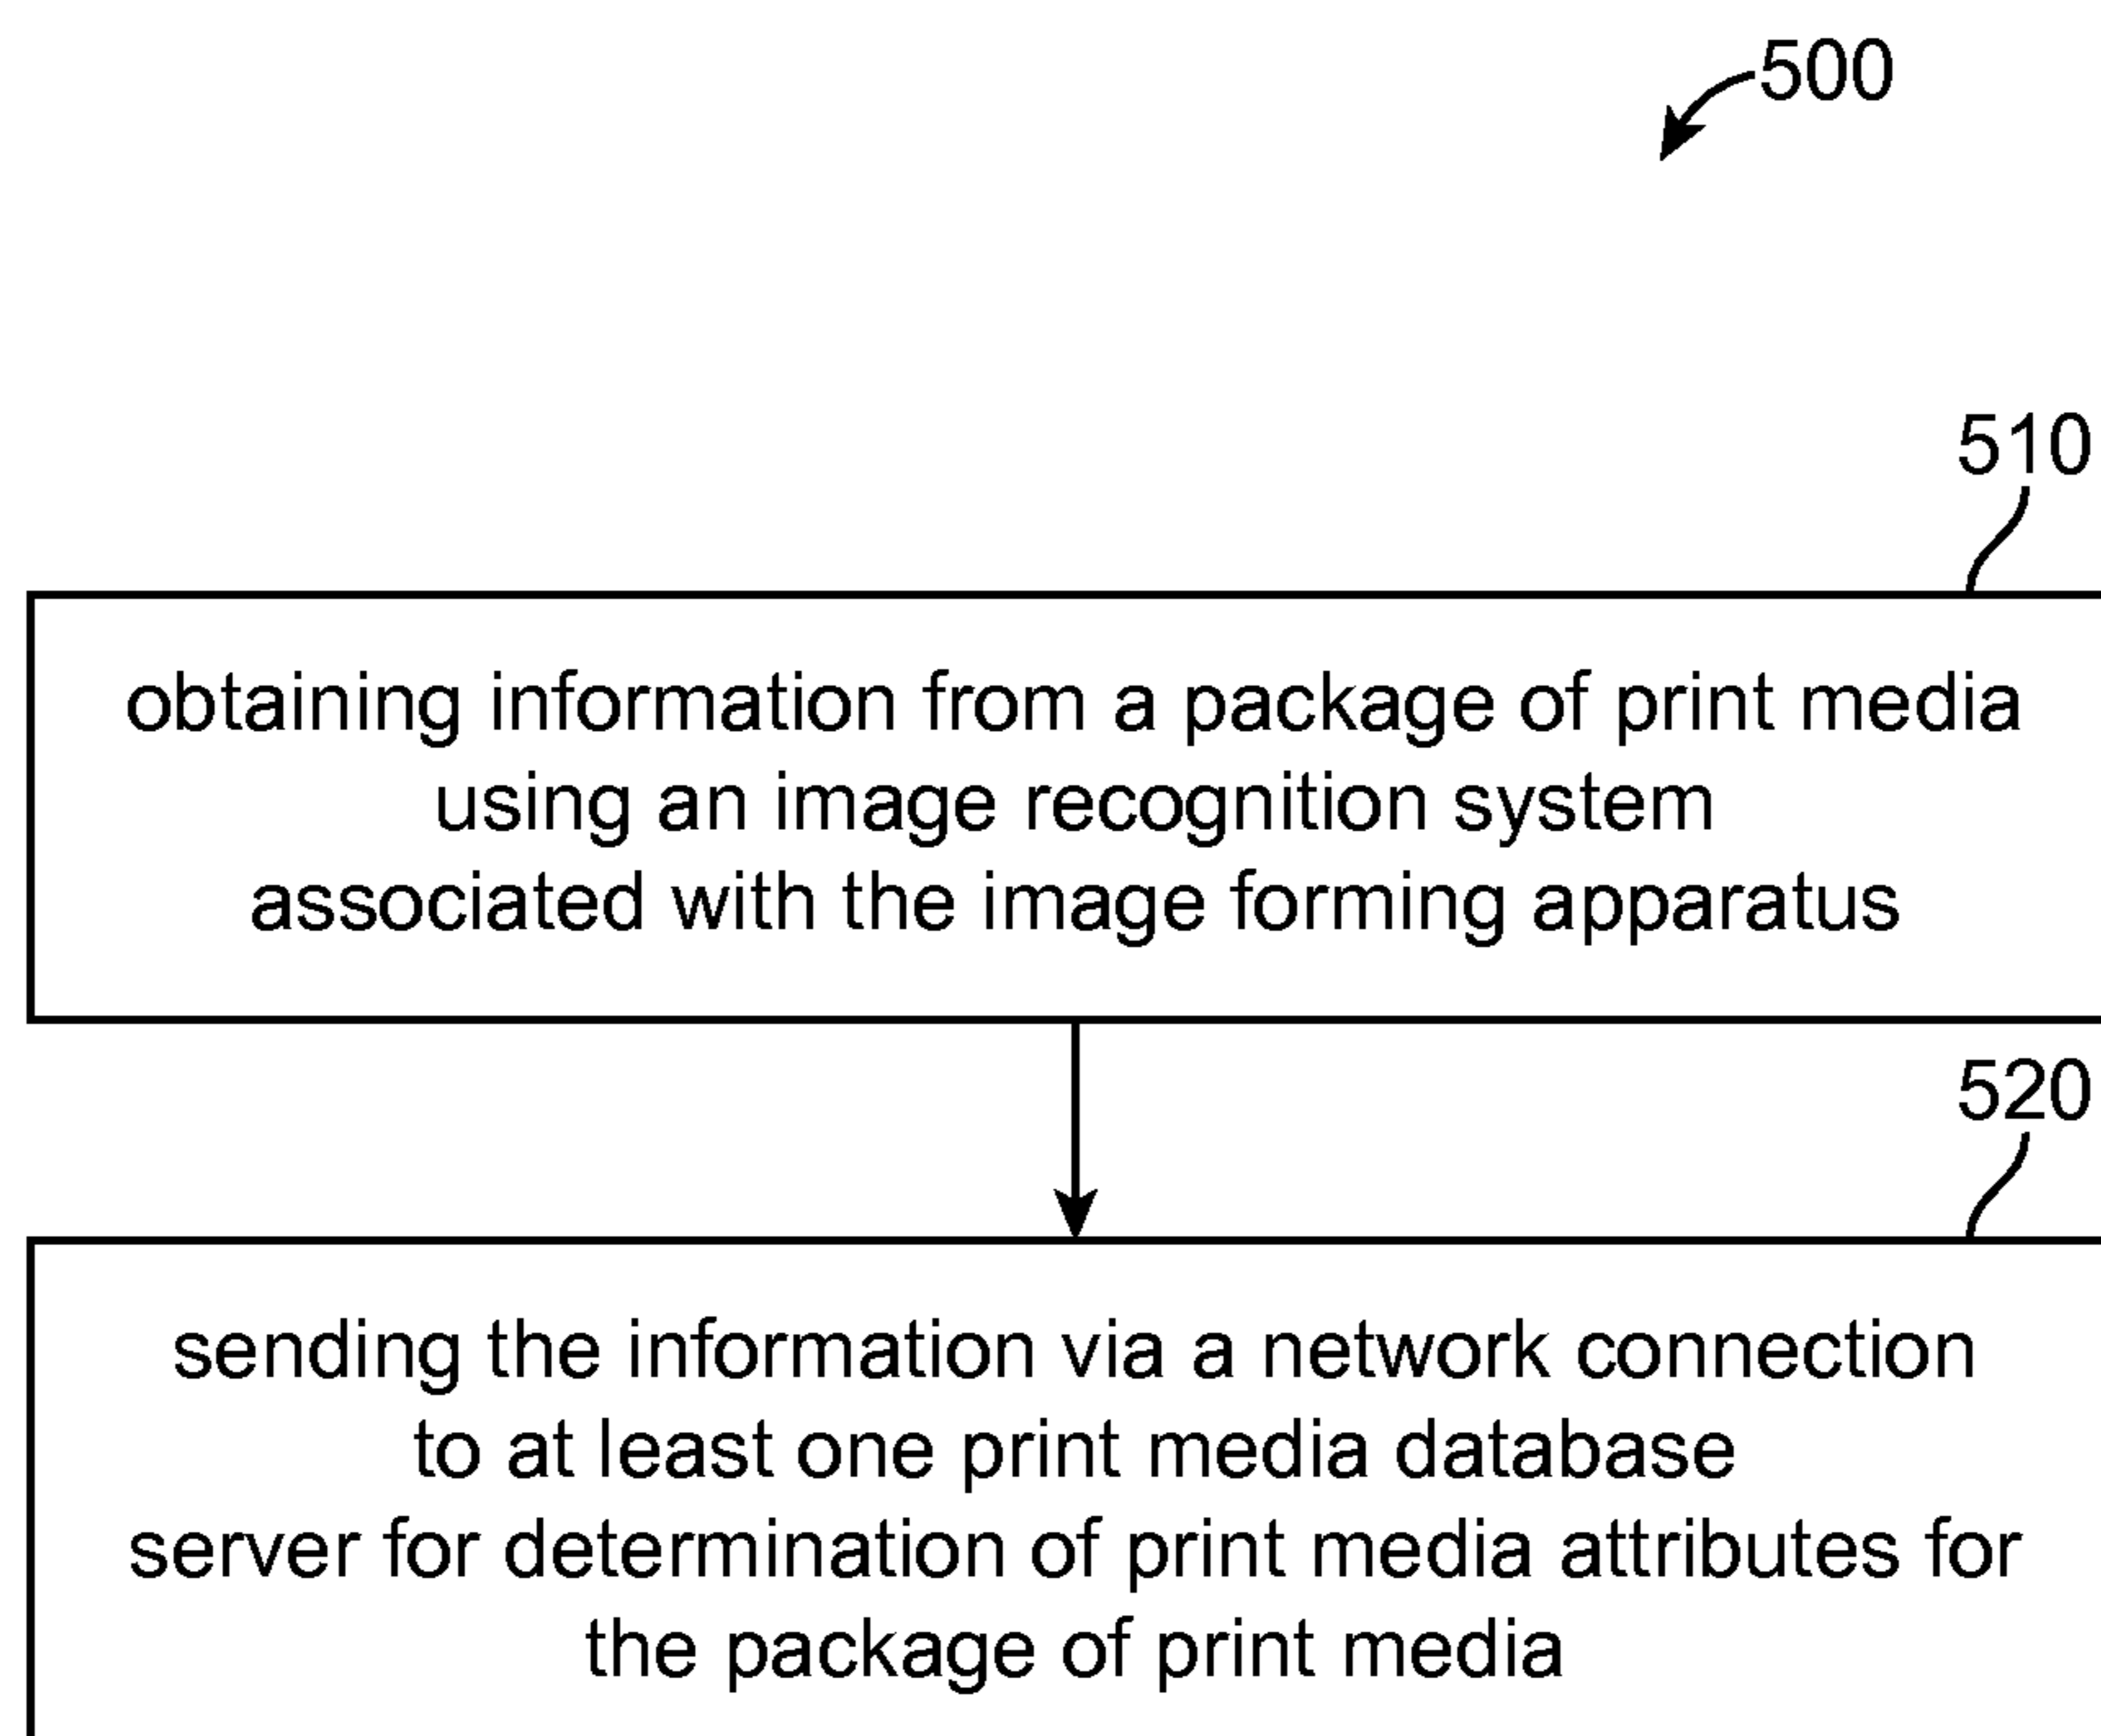 500
510
obtaining information from a package of print media
using an image recognition system
associated with the image forming apparatus
520
sending the information via a network connection
to at least one print media database
server for determination of print media attributes for
the package of print media